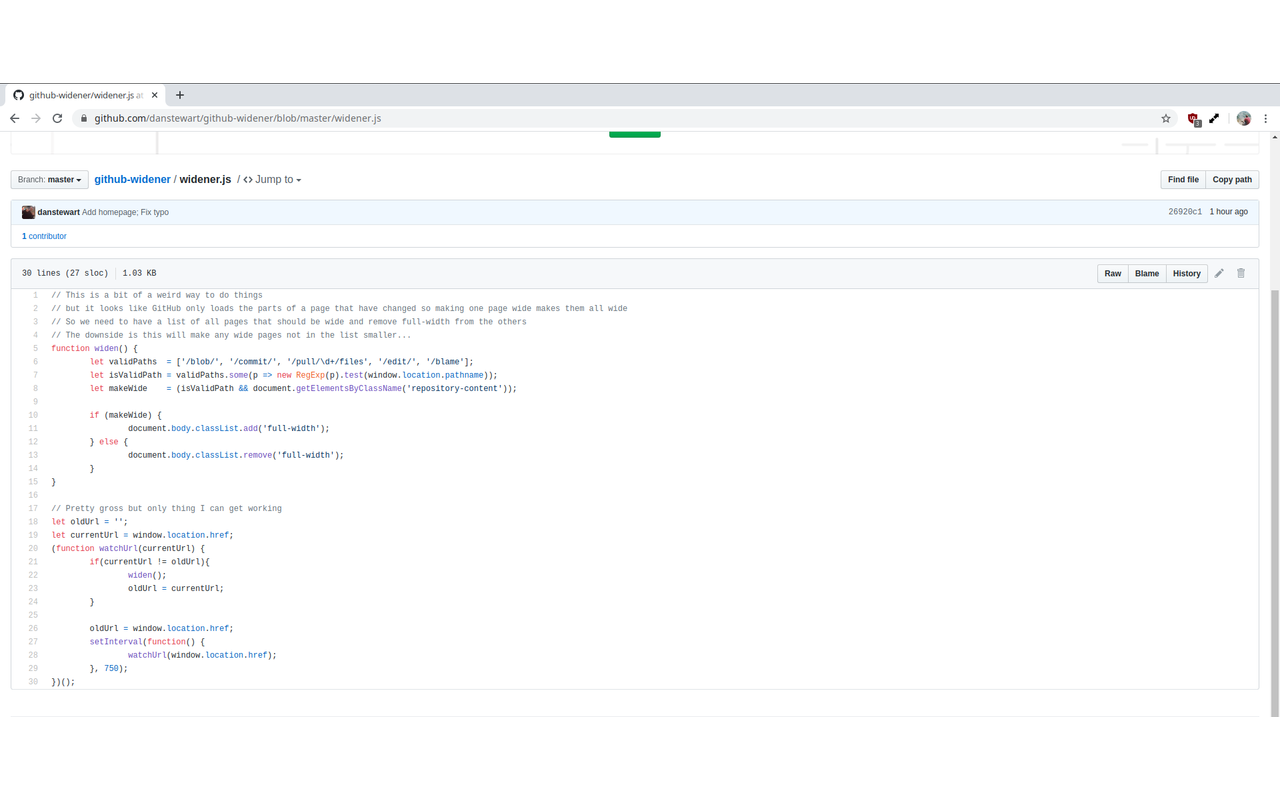 github-widener/widener.js at
github.com/danstewart/github-widener/blob/master/widener.js
3
Branch: master
github-widener / widener.js / Jump to
Find file
Copy path
danstewart Add homepage; Fix typo
26920c1 1 hour ago
1 contributor
30 lines (27 sloc) 1.03 KB
Raw Blame History
1 // This is a bit of a weird way to do things
2 // but it looks like GitHub only loads the parts of a page that have changed so making one page wide makes them all wide
3 // So we need to have a list of all pages that should be wide and remove full-width from the others
4 // The downside is this will make any wide pages not in the list smaller...
5 function widen() {
6 let validPaths = ['/blob/', '/commit/', '/pull/\d+/files', '/edit/', '/blame'];
7 let isValidPath = validPaths.some(p => new RegExp(p).test(window.location.pathname));
8 let makeWide = (isValidPath && document.getElementsByClassName('repository-content'));
9
10 if (makeWide) {
11 document.body.classList.add('full-width');
12 } else {
13 document.body.classList.remove('full-width');
14 }
15 }
16
17 // Pretty gross but only thing I can get working
18 let oldUrl = '';
19 let currentUrl = window.location.href;
20 (function watchUrl(currentUrl) {
21 if(currentUrl != oldUrl){
22 widen();
23 oldUrl = currentUrl;
24 }
25
26 oldUrl = window.location.href;
27 setInterval(function() {
28 watchUrl(window.location.href);
29 }, 750);
30 })();